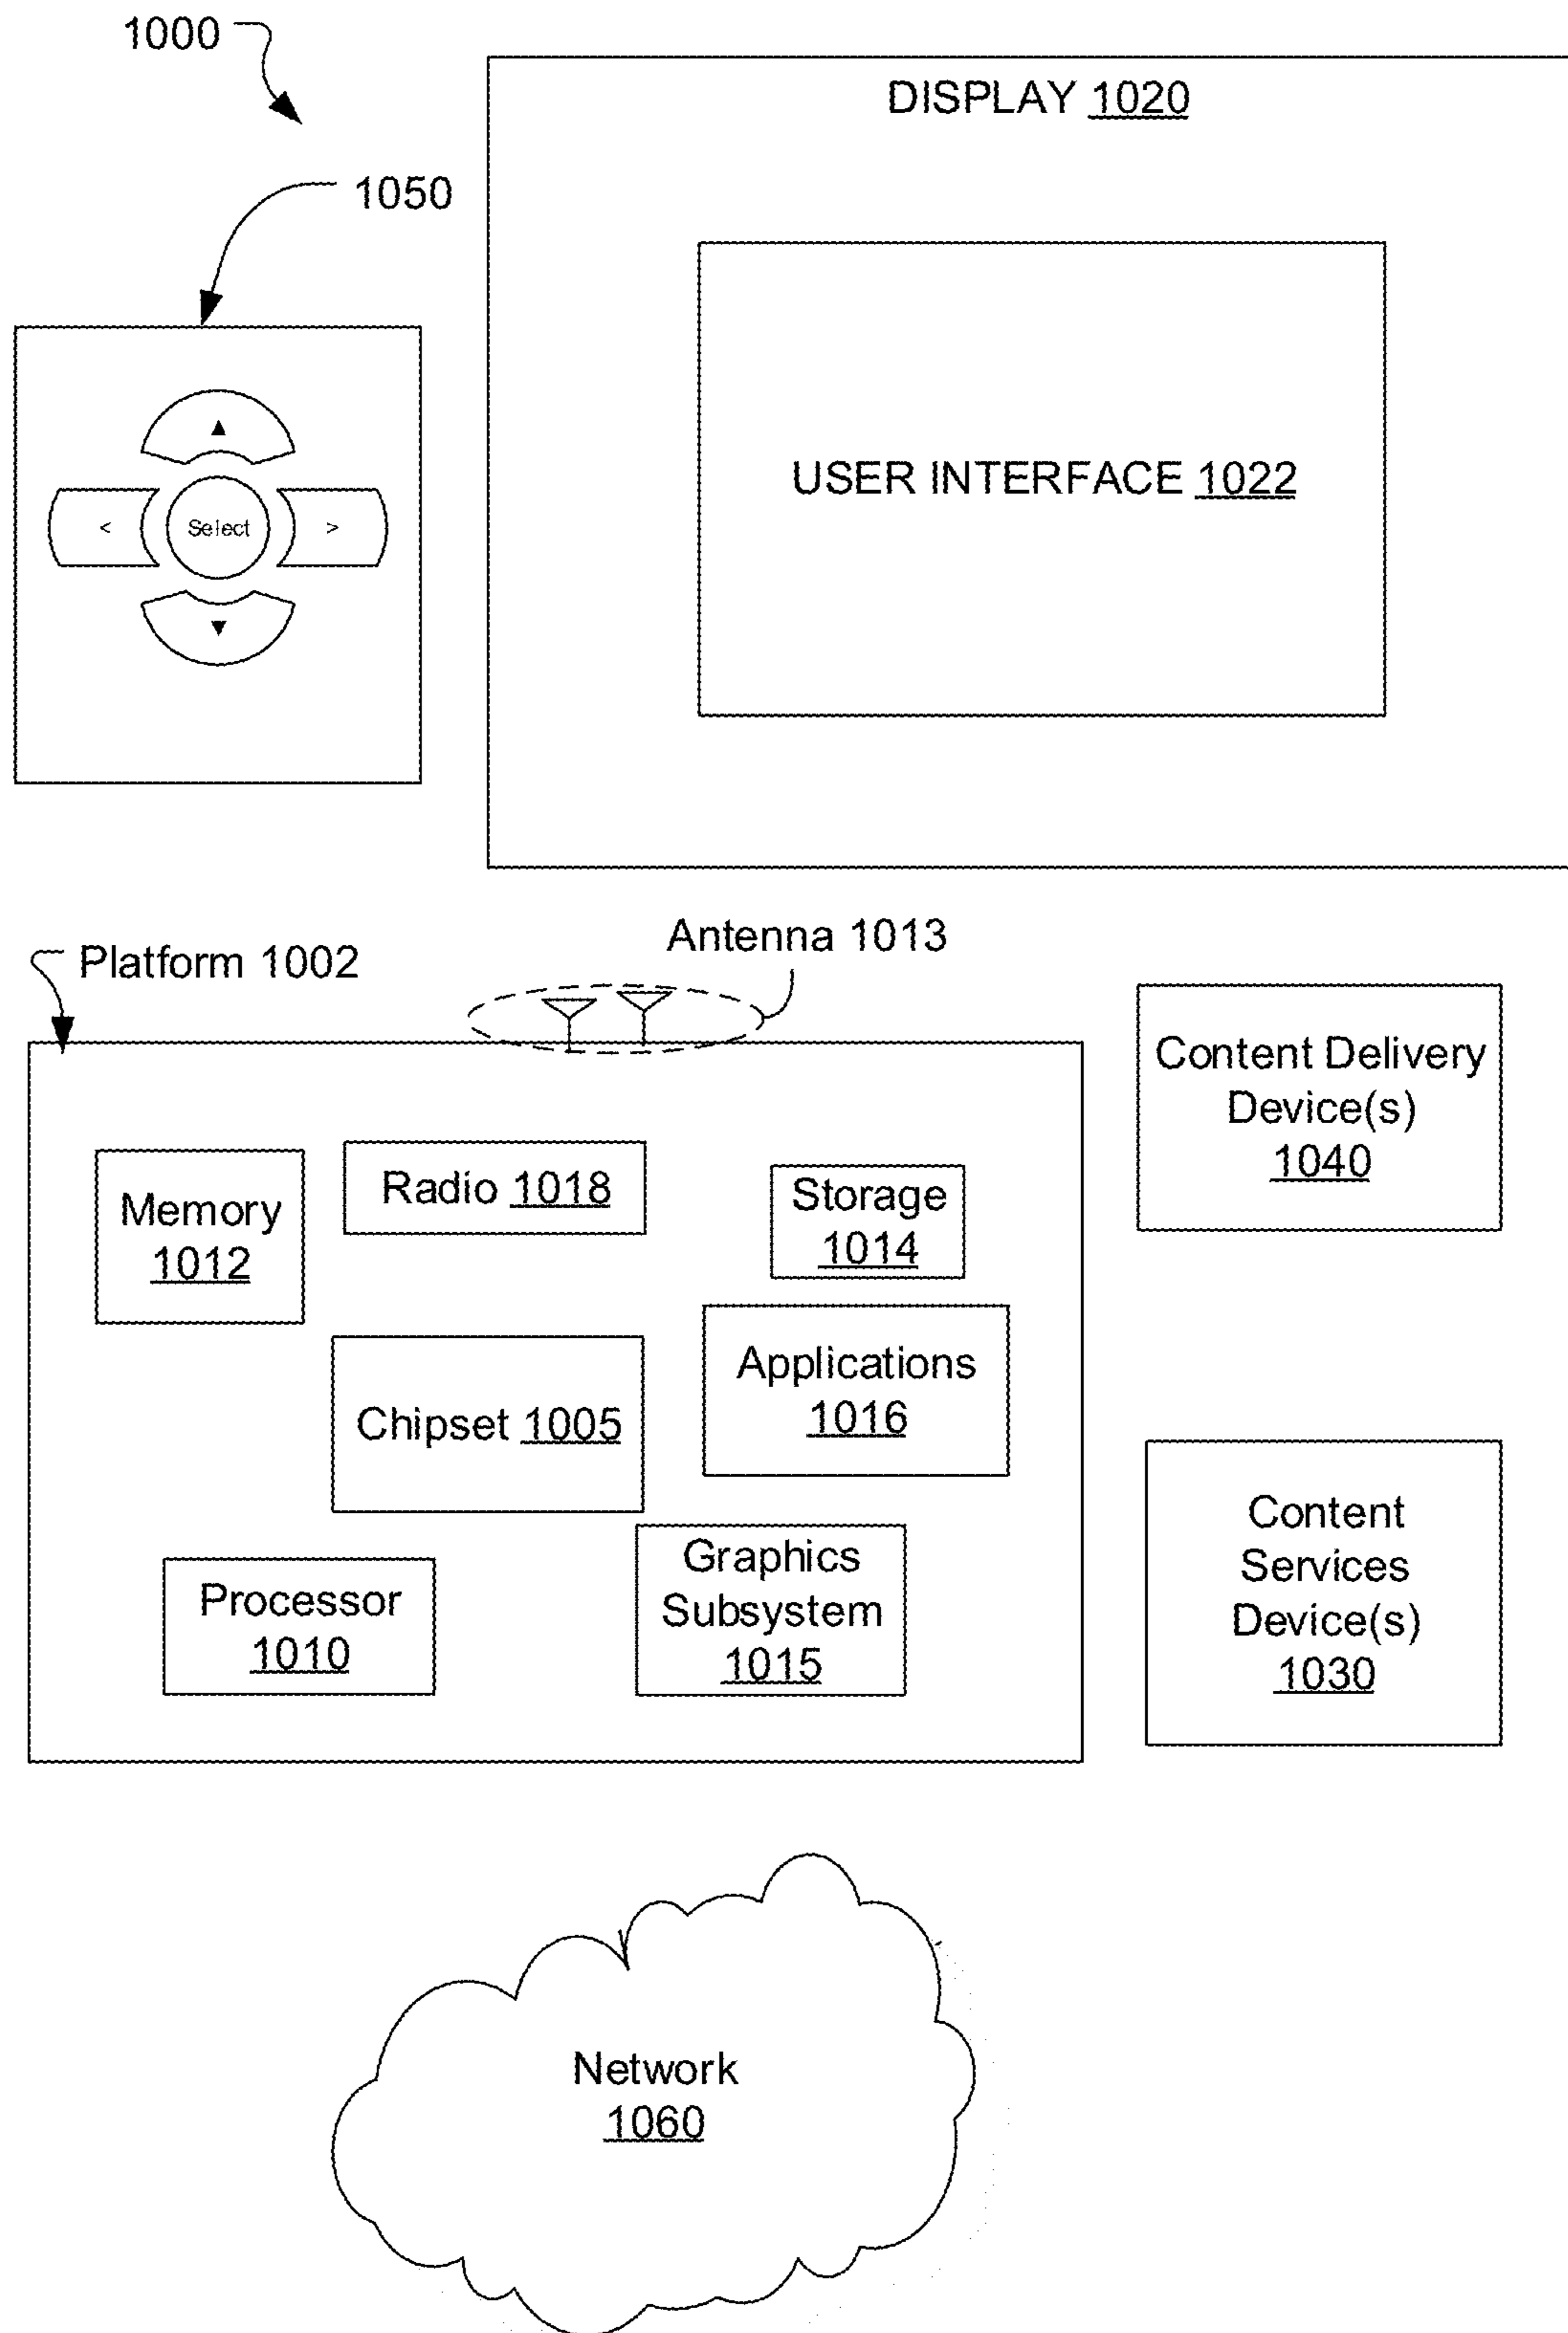 1000
DISPLAY 1020
1050
USER INTERFACE 1022
▲
< Select >
▼
Antenna 1013
Platform 1002
Content Delivery
Device(s)
1040
Memory
1012
Radio 1018
Storage
1014
Chipset 1005
Applications
1016
Content
Services
Device(s)
1030
Processor
1010
Graphics
Subsystem
1015
Network
1060